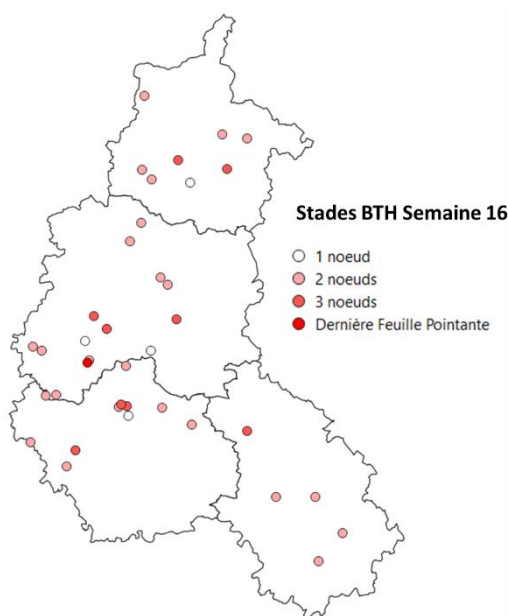 Stades BTH Semaine 16
1 noeud
2 noeuds
3 noeuds
Dernière Feuille Pointante